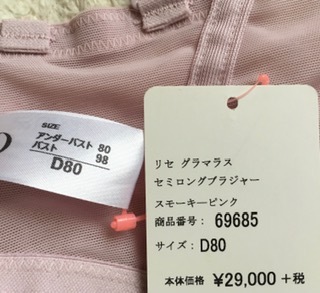 SIZE
アンダーバスト 80
バスト 98
D80
リセ グラマラス
セミロングブラジャー
スモーキーピンク
商品番号: 69685
サイズ: D80
本体価格 ¥29,000 +税